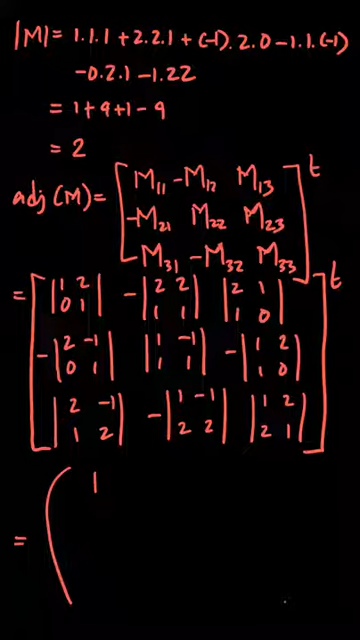 |M| = 1.1.1 + 2.2.1 + (-1).2.0 - 1.1.(-1)
-0.2.1 - 1.22
= 1+4+1-4
= 2
adj (M) = [ M11 -M12 M13
-M21 M22 M23
M31 -M32 M33 ]t
= [ |1 2| -|2 2| |2 1|
|0 1| |1 1| |1 0|
-|2 -1| |1 -1| -|1 2|
|0 1| |1 1| |1 0|
|2 -1| -|1 -1| |1 2|
|1 2| |2 2| |2 1| ]t
= ( 1